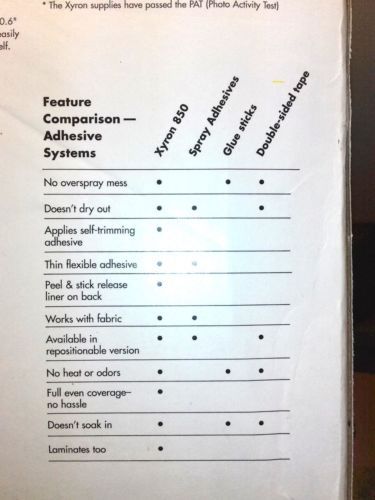 * The Xyron supplies have passed the PAT (Photo Activity Test)
0.6"
easily
elf.
Feature
Comparison—
Adhesive
Systems
Xyron 850
Spray Adhesives
Glue sticks
Double-sided tape
No overspray mess • • •
Doesn't dry out • • •
Applies self-trimming •
adhesive
Thin flexible adhesive • •
Peel & stick release •
liner on back
Works with fabric • •
Available in • • •
repositionable version
No heat or odors • • •
Full even coverage– •
no hassle
Doesn't soak in • • •
Laminates too •